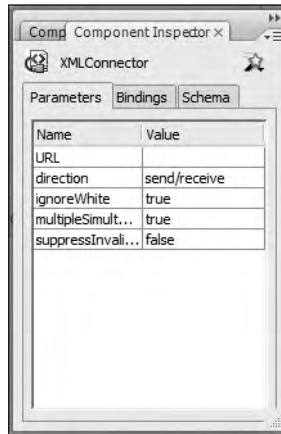 Comp Component Inspector ×
XMLConnector
Parameters Bindings Schema
Name Value
URL
direction send/receive
ignoreWhite true
multipleSimult... true
suppressInvali... false